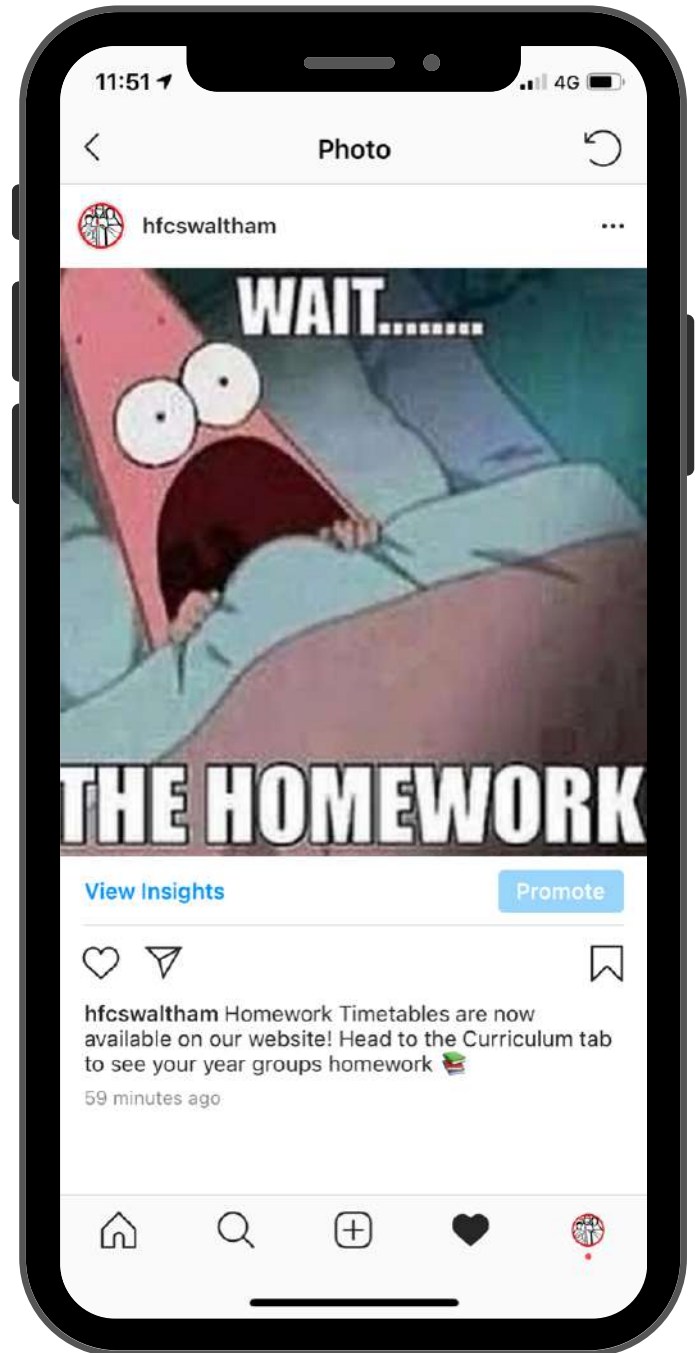 11:51
4G
Photo
hfcswaltham
WAIT........
THE HOMEWORK
View Insights
Promote
hfcswaltham Homework Timetables are now
available on our website! Head to the Curriculum tab
to see your year groups homework 📚
59 minutes ago